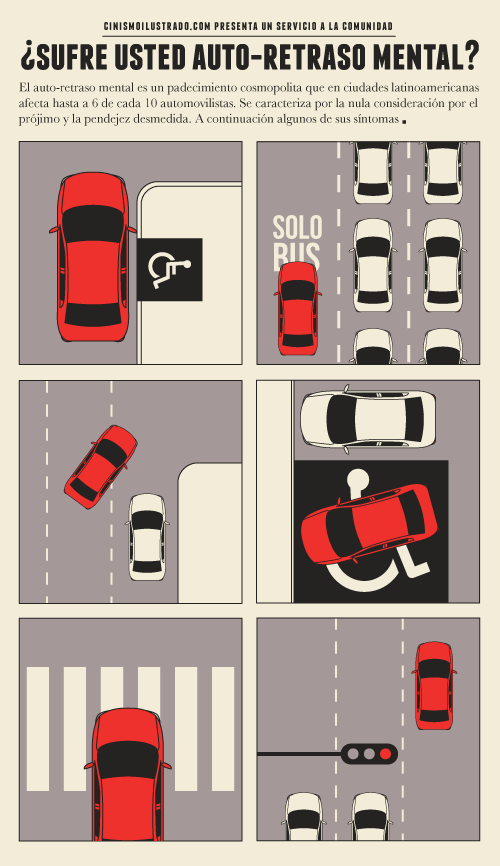 CINISMOILUSTRADO.COM PRESENTA UN SERVICIO A LA COMUNIDAD
¿SUFRE USTED AUTO-RETRASO MENTAL?
El auto-retraso mental es un padecimiento cosmopolita que en ciudades latinoamericanas
afecta hasta a 6 de cada 10 automovilistas. Se caracteriza por la nula consideración por el
prójimo y la pendejez desmedida. A continuación algunos de sus síntomas .
SOLO
BUS